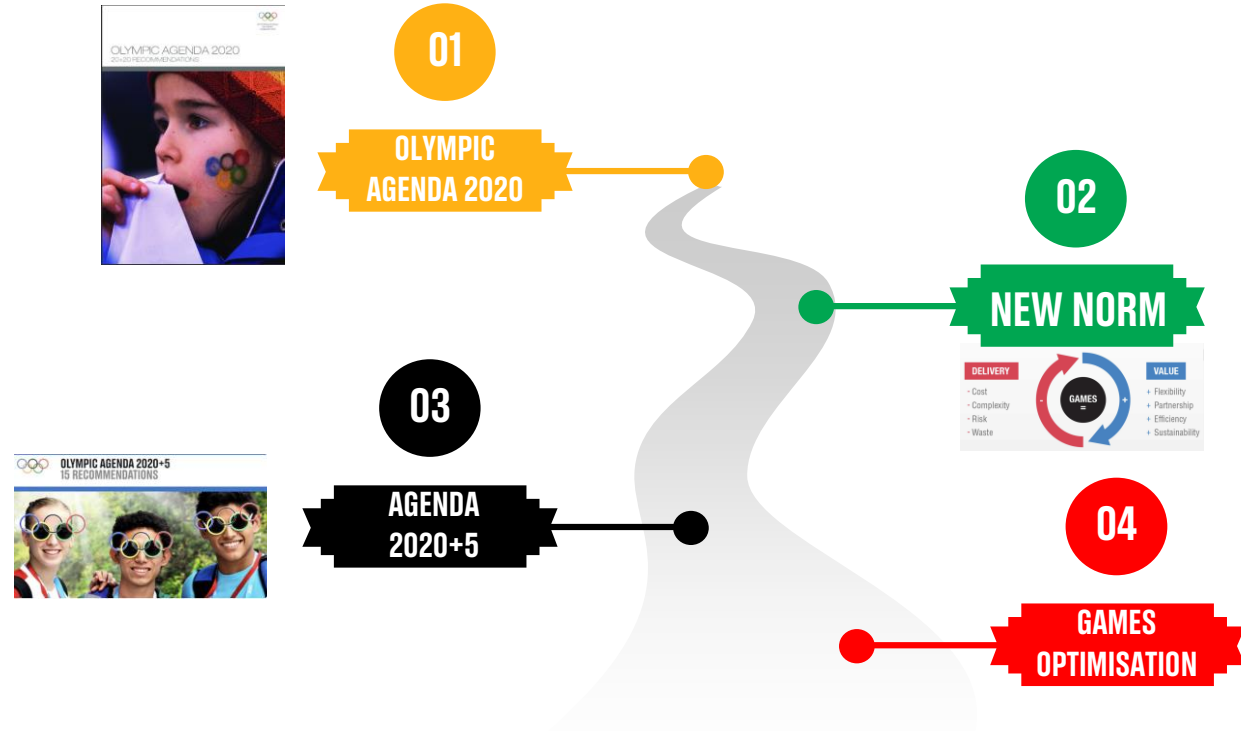 OLYMPIC AGENDA 2020
20+20 RECOMMENDATIONS
01
OLYMPIC
AGENDA 2020
02
NEW NORM
DELIVERY
- Cost
- Complexity
- Risk
- Waste
-
GAMES
=
+
VALUE
+ Flexibility
+ Partnership
+ Efficiency
+ Sustainability
03
OLYMPIC AGENDA 2020+5
15 RECOMMENDATIONS
AGENDA
2020+5
04
GAMES
OPTIMISATION